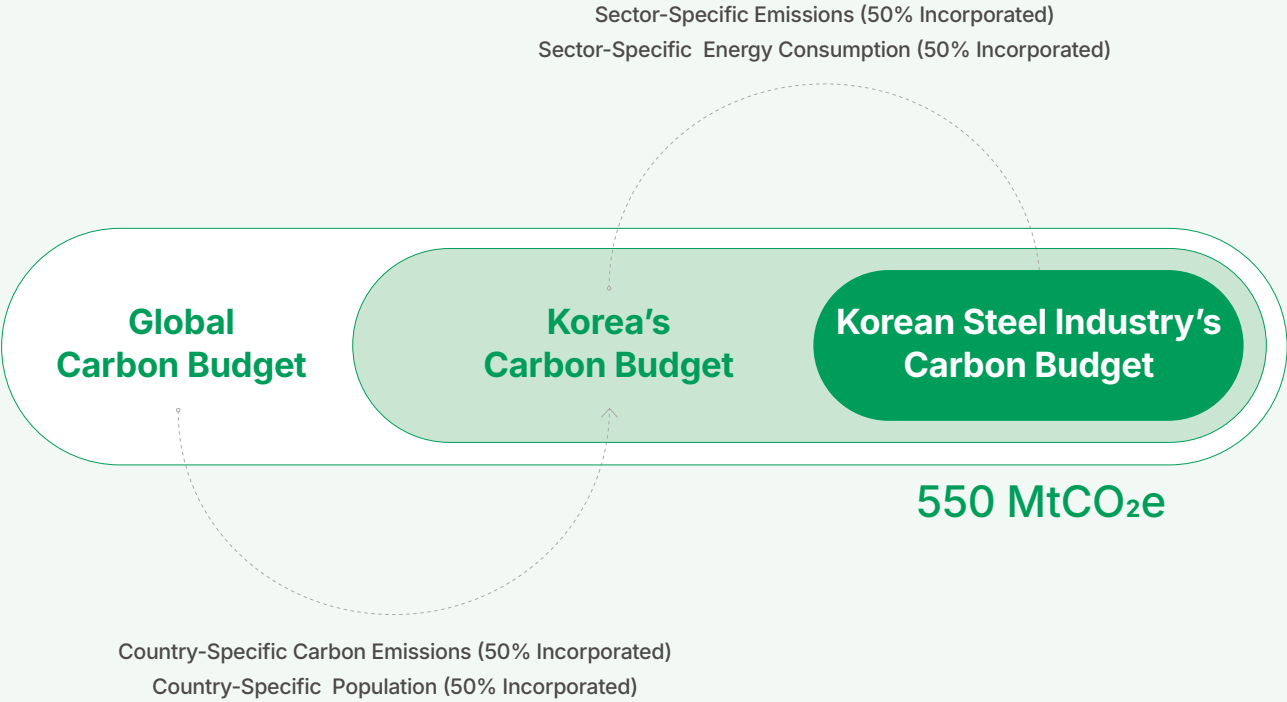 Sector-Specific Emissions (50% Incorporated)
Sector-Specific  Energy Consumption (50% Incorporated)
Global
Carbon Budget
Korea’s
Carbon Budget
Korean Steel Industry’s
Carbon Budget
550 MtCO₂e
Country-Specific Carbon Emissions (50% Incorporated)
Country-Specific  Population (50% Incorporated)